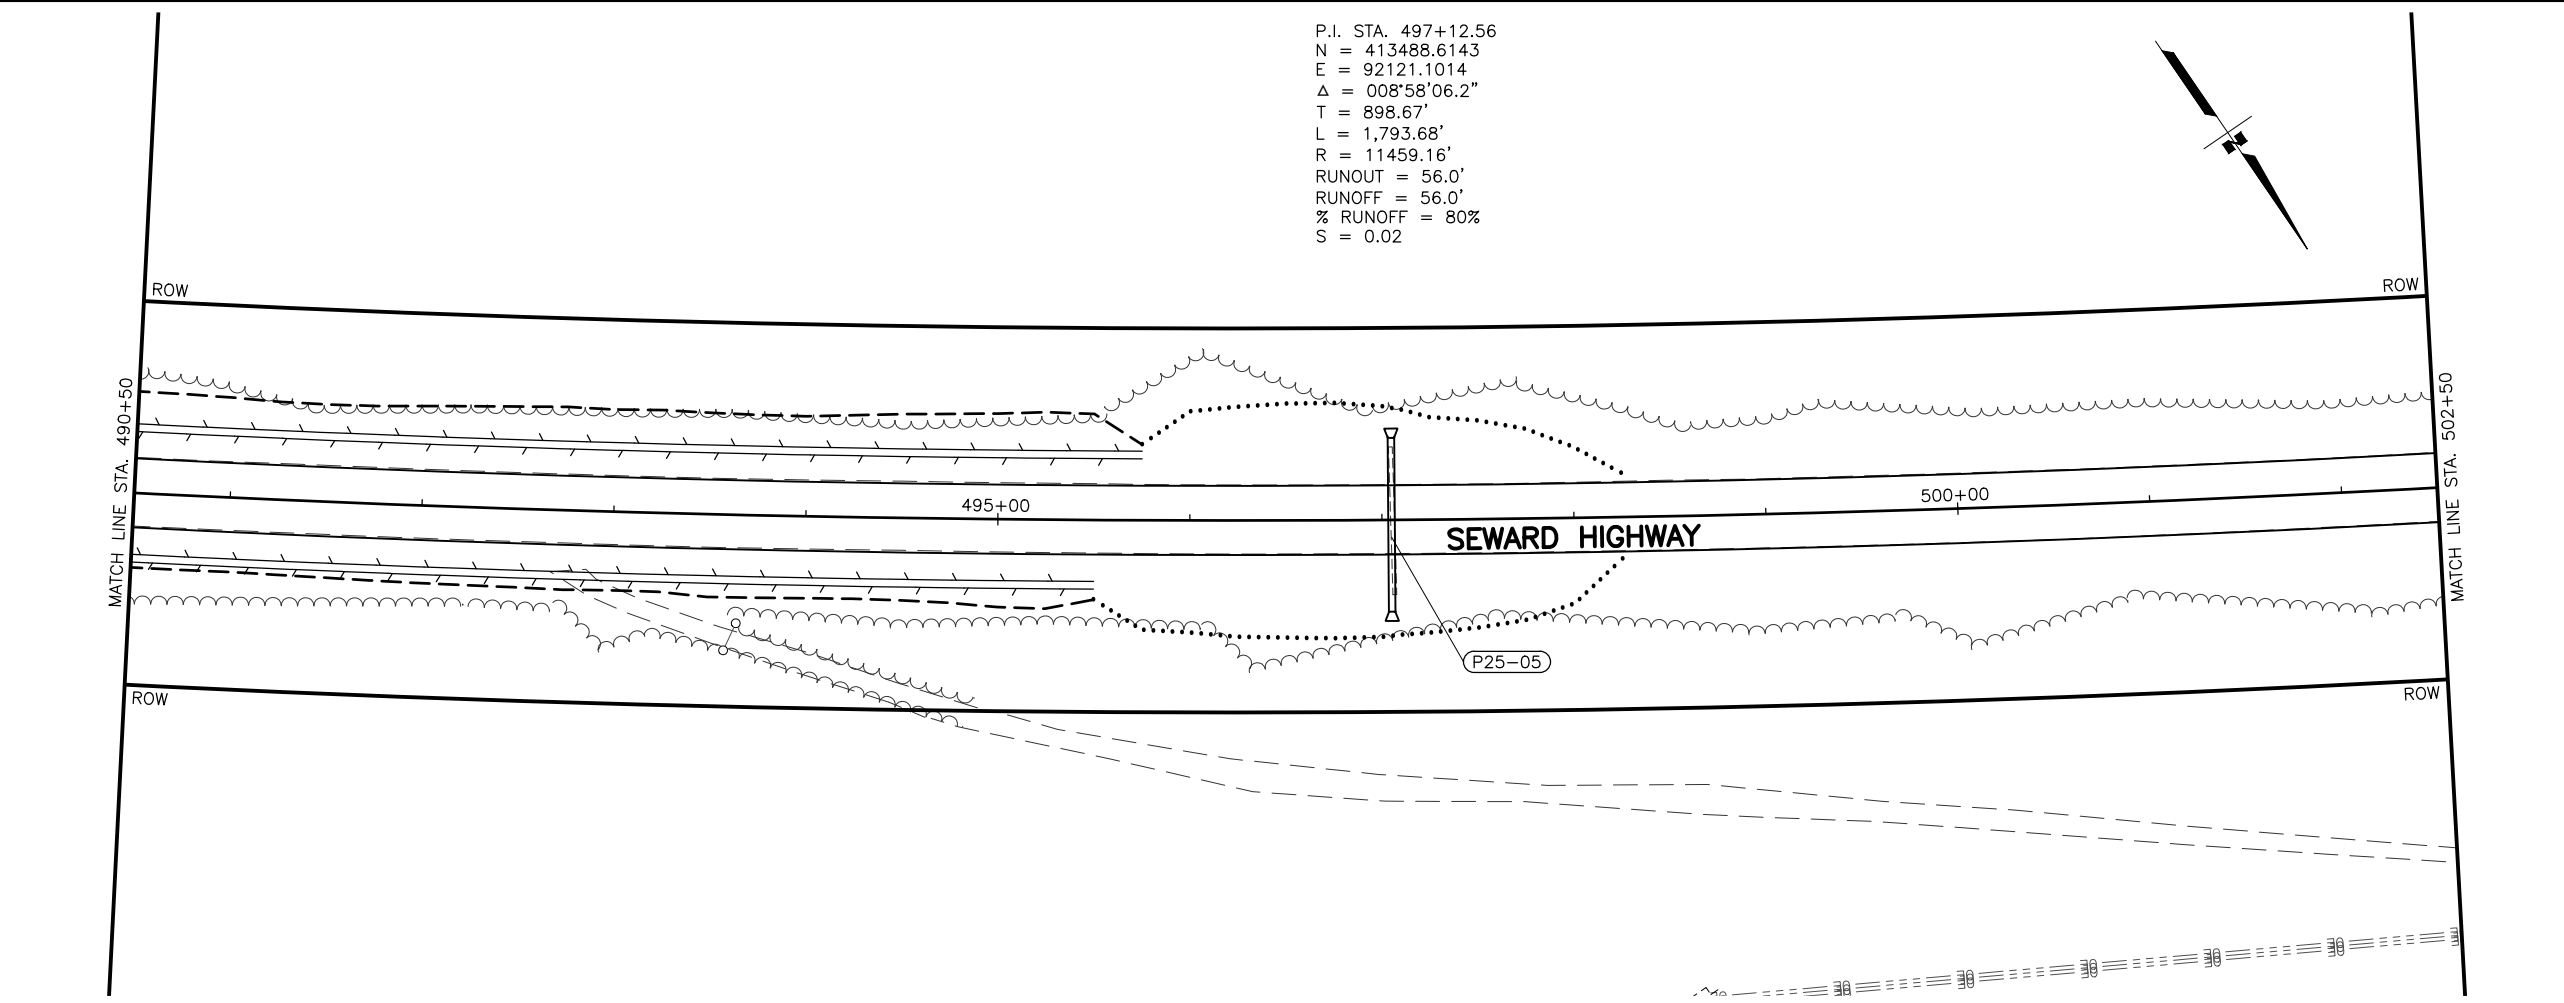 P.I. STA. 497+12.56
N = 413488.6143
E = 92121.1014
Δ = 008°58'06.2"
T = 898.67'
L = 1,793.68'
R = 11459.16'
RUNOUT = 56.0'
RUNOFF = 56.0'
% RUNOFF = 80%
S = 0.02
ROW
ROW
MATCH LINE STA. 490+50
MATCH LINE STA. 502+50
495+00
500+00
SEWARD HIGHWAY
P25-05
ROW
ROW